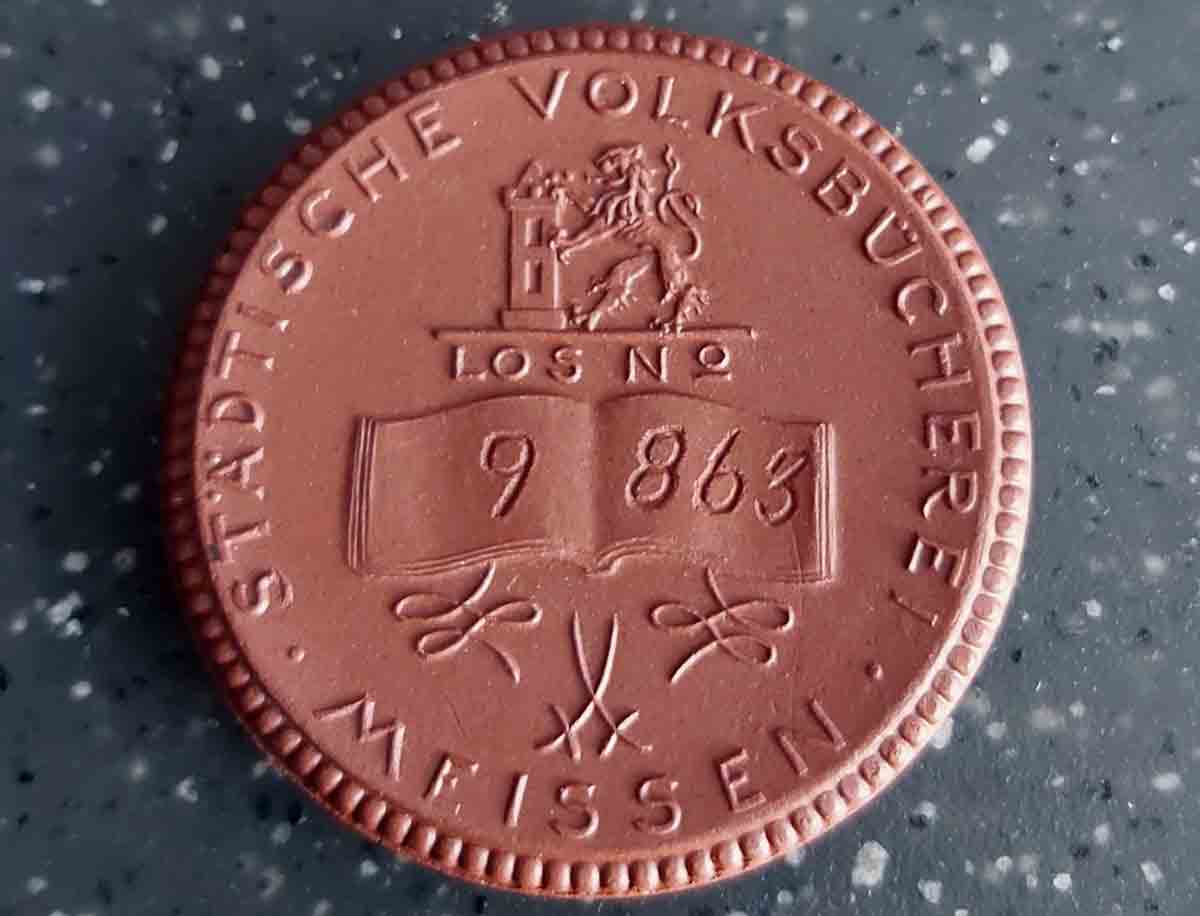 STÄDTISCHE VOLKSBÜCHEREI
LOS Nº
9 863
· MEISSEN ·